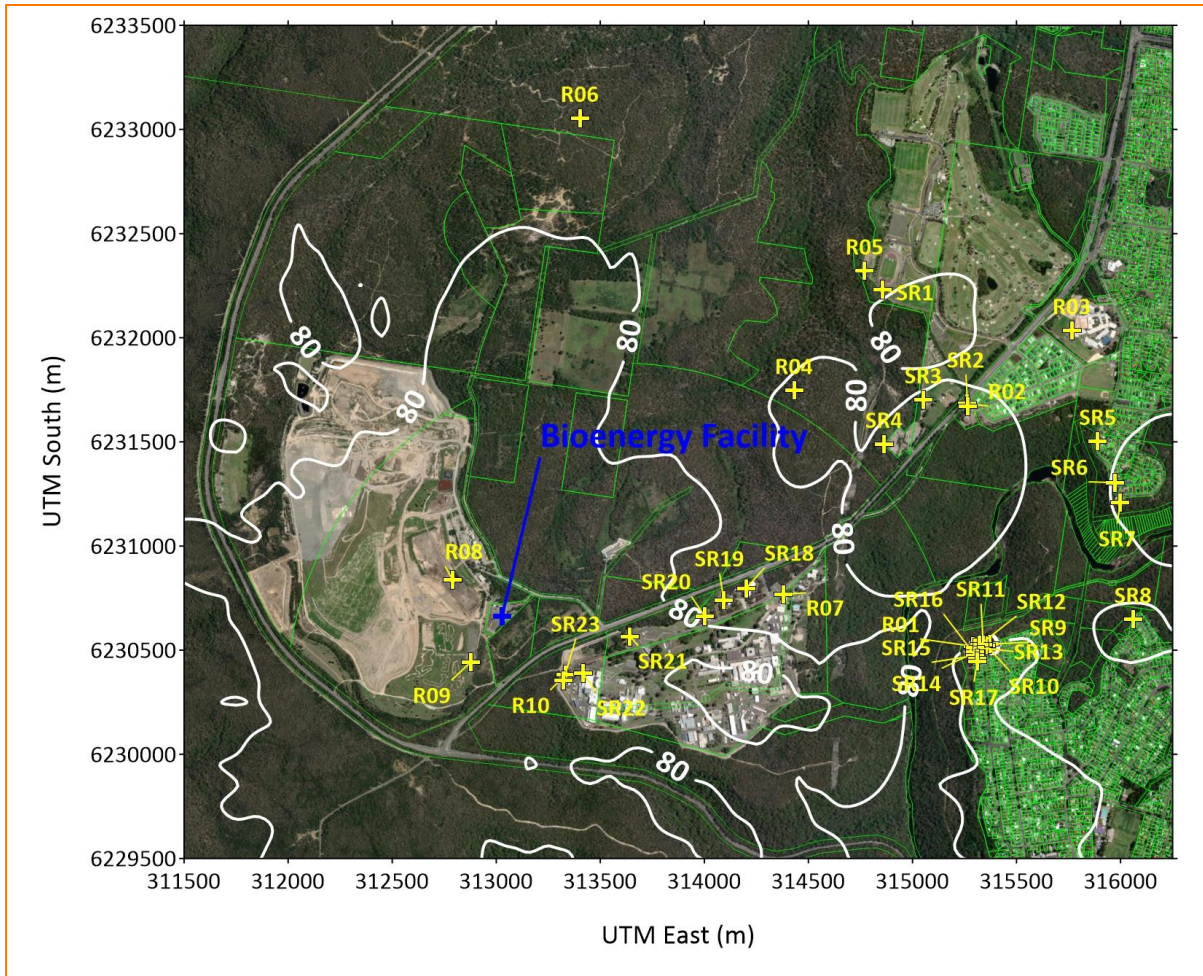 6233500
6233000
6232500
6232000
6231500
6231000
6230500
6230000
6229500
UTM South (m)
R06
R05
SR1
R03
80
80
80
80
SR2
R04
SR3
R02
80
80
SR4
SR5
Bioenergy Facility
SR6
80
SR7
R08
SR19
SR18
SR20
R07
SR11
SR8
SR16
SR12
80
R01
SR9
SR23
SR21
SR15
SR13
R09
80
80
SR14
R10
SR22
SR17
SR10
80
311500 312000 312500 313000 313500 314000 314500 315000 315500 316000
UTM East (m)